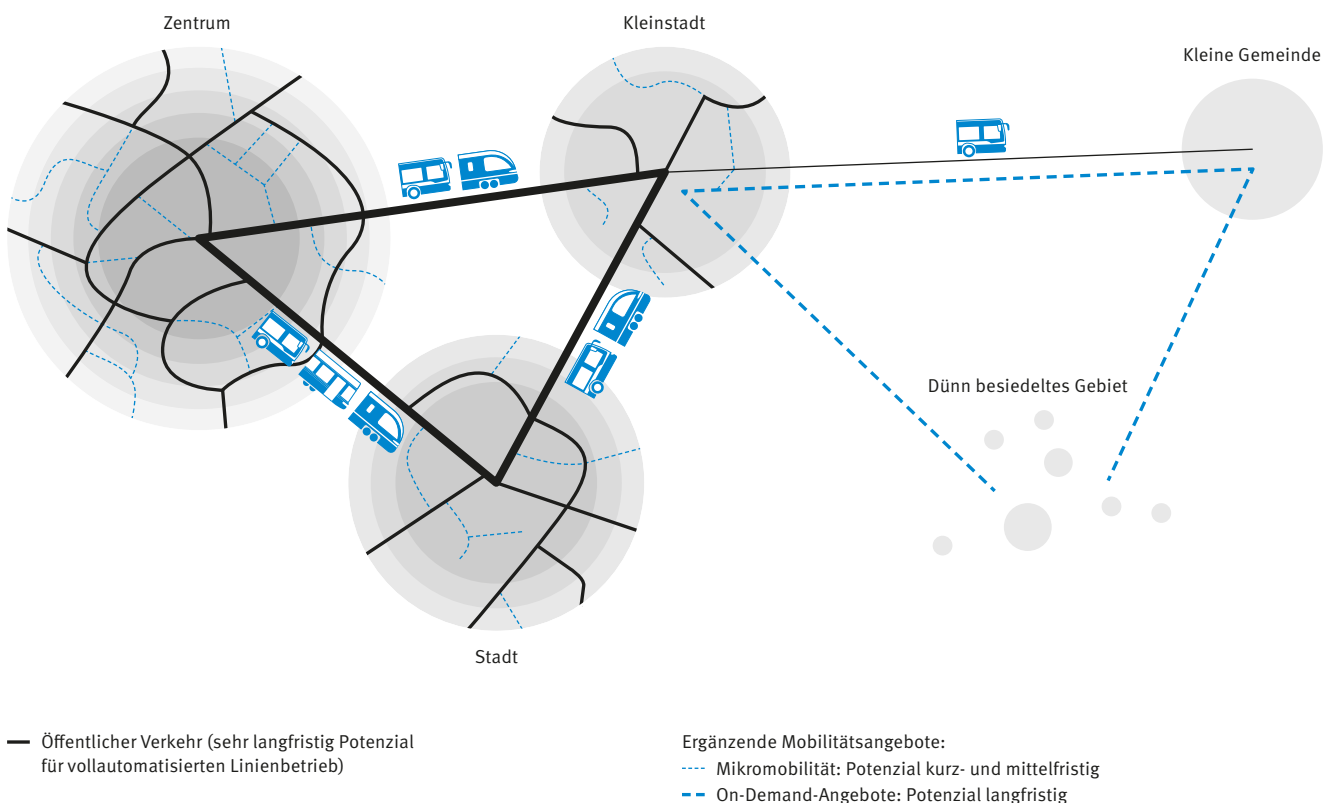 Zentrum
Kleinstadt
Kleine Gemeinde
Dünn besiedeltes Gebiet
Stadt
Öffentlicher Verkehr (sehr langfristig Potenzial
für vollautomatisierten Linienbetrieb)
Ergänzende Mobilitätsangebote:
Mikromobilität: Potenzial kurz- und mittelfristig
On-Demand-Angebote: Potenzial langfristig